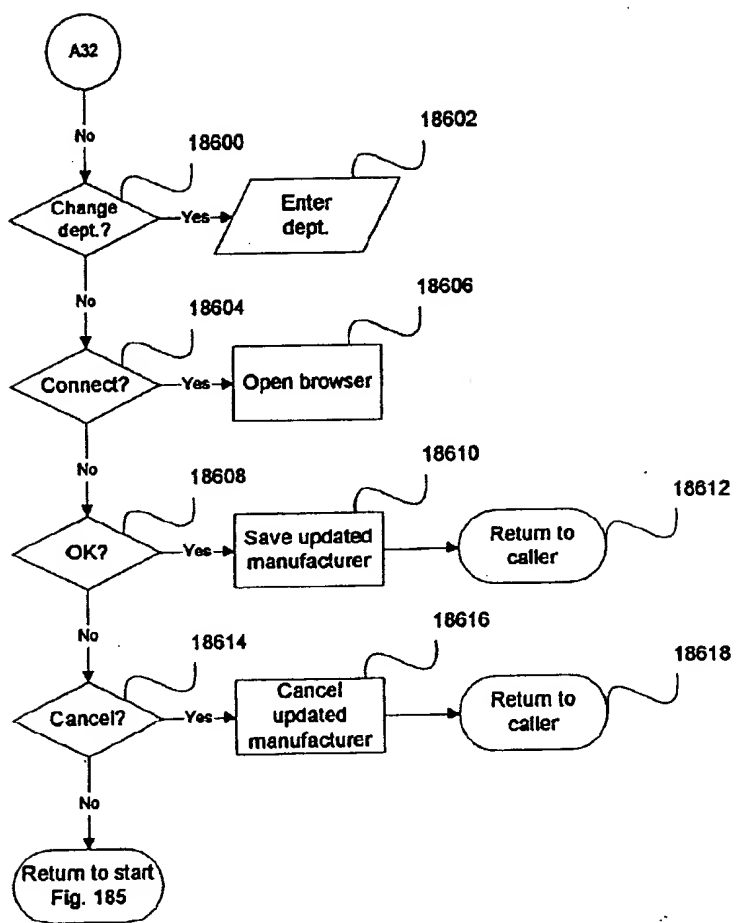 A32
No
18600
18602
Change
dept.?
Yes
Enter
dept.
No
18604
18606
Connect?
Yes
Open browser
No
18608
18610
18612
OK?
Yes
Save updated
manufacturer
Return to
caller
No
18614
18616
18618
Cancel?
Yes
Cancel
updated
manufacturer
Return to
caller
No
Return to start
Fig. 185